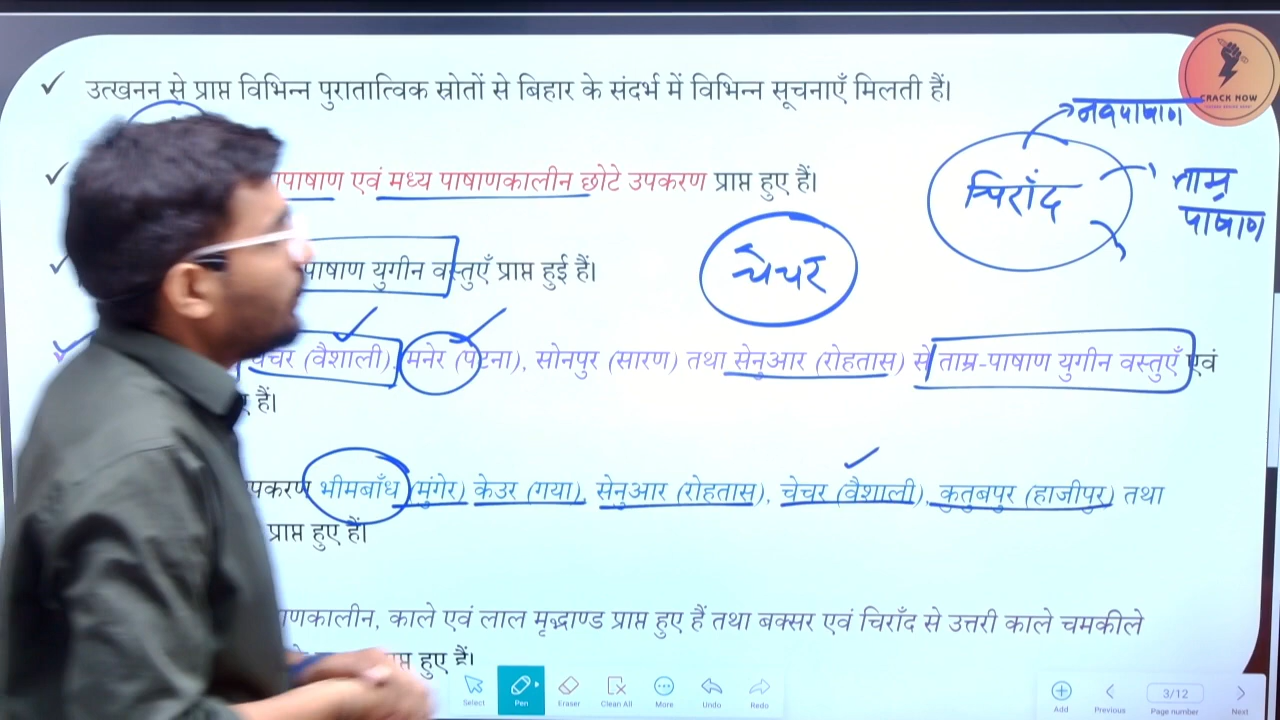 उत्खनन से प्राप्त विभिन्न पुरातात्विक स्रोतों से बिहार के संदर्भ में विभिन्न सूचनाएँ मिलती हैं।
CRACK NOW
नवपाषाण
पाषाण एवं मध्य पाषाणकालीन छोटे उपकरण प्राप्त हुए हैं।
चिराँद
ताम्र
पाषाण
पाषाण युगीन वस्तुएँ प्राप्त हुई हैं।
चेचर
चेचर (वैशाली), मनेर (पटना), सोनपुर (सारण) तथा सेनुआर (रोहतास) से ताम्र-पाषाण युगीन वस्तुएँ एवं
हैं।
पकरण भीमबाँध (मुंगेर) केउर (गया), सेनुआर (रोहतास), चेचर (वैशाली), कुतुबपुर (हाजीपुर) तथा
प्राप्त हुए हैं।
णकालीन, काले एवं लाल मृद्भाण्ड प्राप्त हुए हैं तथा बक्सर एवं चिराँद से उत्तरी काले चमकीले
हुए हैं।
Select Pen Eraser Clean All More Undo Redo
Add Previous 3/12 Page number Next